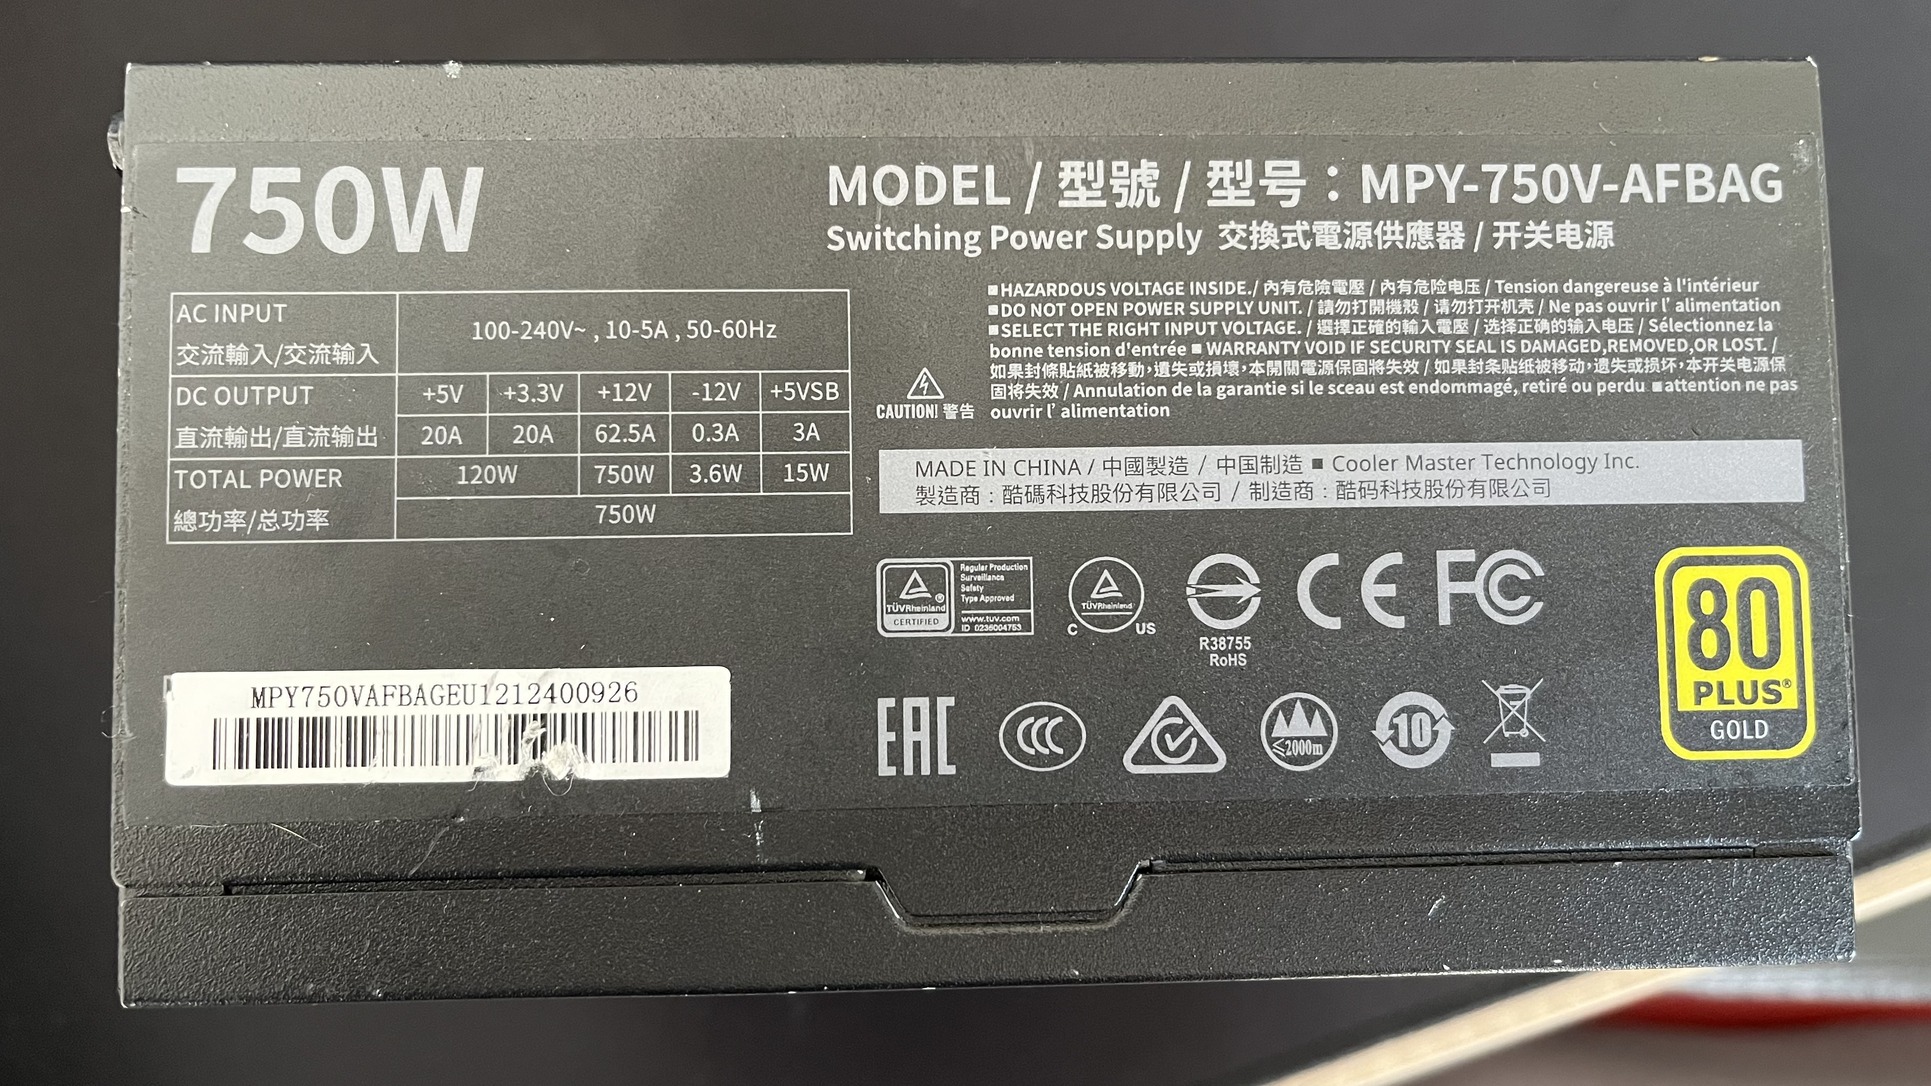 750W
MODEL / 型號 / 型号：MPY-750V-AFBAG
Switching Power Supply 交換式電源供應器 / 开关电源
AC INPUT
交流輸入/交流输入
100-240V~ , 10-5A , 50-60Hz
DC OUTPUT
直流輸出/直流输出
+5V +3.3V +12V -12V +5VSB
20A 20A 62.5A 0.3A 3A
TOTAL POWER
總功率/总功率
120W 750W 3.6W 15W
750W
■HAZARDOUS VOLTAGE INSIDE./ 內有危險電壓 / 内有危险电压 / Tension dangereuse à l'intérieur
■DO NOT OPEN POWER SUPPLY UNIT. / 請勿打開機殼 / 请勿打开机壳 / Ne pas ouvrir l' alimentation
■SELECT THE RIGHT INPUT VOLTAGE. / 選擇正確的輸入電壓 / 选择正确的输入电压 / Sélectionnez la
bonne tension d'entrée ■ WARRANTY VOID IF SECURITY SEAL IS DAMAGED,REMOVED,OR LOST. /
如果封條貼紙被移動，遺失或損壞，本開關電源保固將失效 / 如果封条贴纸被移动，遗失或损坏，本开关电源保
固将失效 / Annulation de la garantie si le sceau est endommagé, retiré ou perdu ■attention ne pas
ouvrir l' alimentation
CAUTION! 警告
MADE IN CHINA / 中國製造 / 中国制造 ■ Cooler Master Technology Inc.
製造商：酷碼科技股份有限公司 / 制造商：酷码科技股份有限公司
TÜVRheinland
CERTIFIED
Regular Production
Surveillance
Safety
Type Approved
www.tuv.com
ID 0236004753
TÜVRheinland
C US
R38755
RoHS
CE
FC
80
PLUS®
GOLD
MPY750VAFBAGEU1212400926
EAC
CCC
≤2000m
10